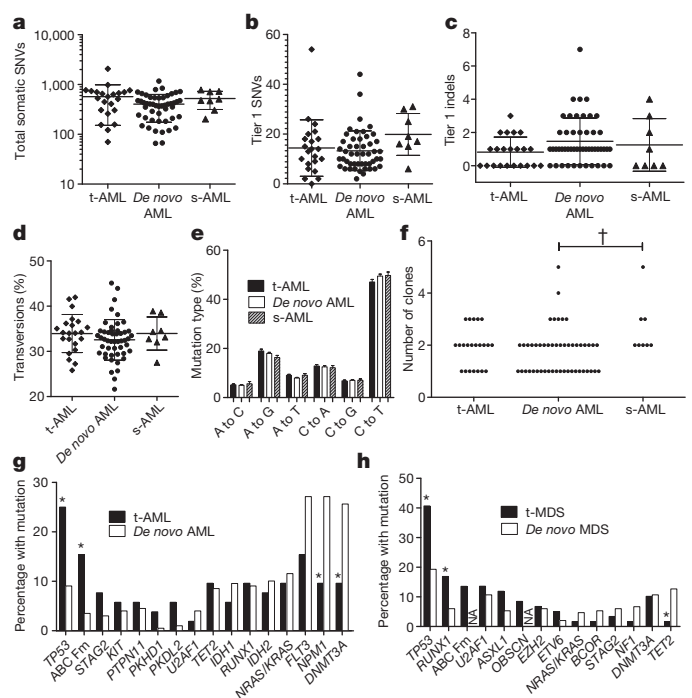 a
Total somatic SNVs
10,000
1,000
100
10
t-AML
De novo AML
s-AML
b
Tier 1 SNVs
60
40
20
0
t-AML
De novo AML
s-AML
c
Tier 1 indels
8
6
4
2
0
t-AML
De novo AML
s-AML
d
Transversions (%)
50
40
30
20
t-AML
De novo AML
s-AML
e
Mutation type (%)
60
40
20
0
t-AML
De novo AML
s-AML
A to C
A to G
A to T
C to A
C to G
C to T
f
†
Number of clones
6
4
2
0
t-AML
De novo AML
s-AML
g
Percentage with mutation
30
20
10
0
t-AML
De novo AML
*
*
*
*
TP53
ABC Fm
STAG2
KIT
PTPN11
PKHD1
PKDL2
U2AF1
TET2
IDH1
RUNX1
IDH2
NRAS/KRAS
FLT3
NPM1
DNMT3A
h
Percentage with mutation
50
40
30
20
10
0
t-MDS
De novo MDS
*
*
NA
NA
*
TP53
RUNX1
ABC Fm
U2AF1
ASXL1
OBSCN
EZH2
ETV6
NRAS/KRAS
BCOR
STAG2
NF1
DNMT3A
TET2